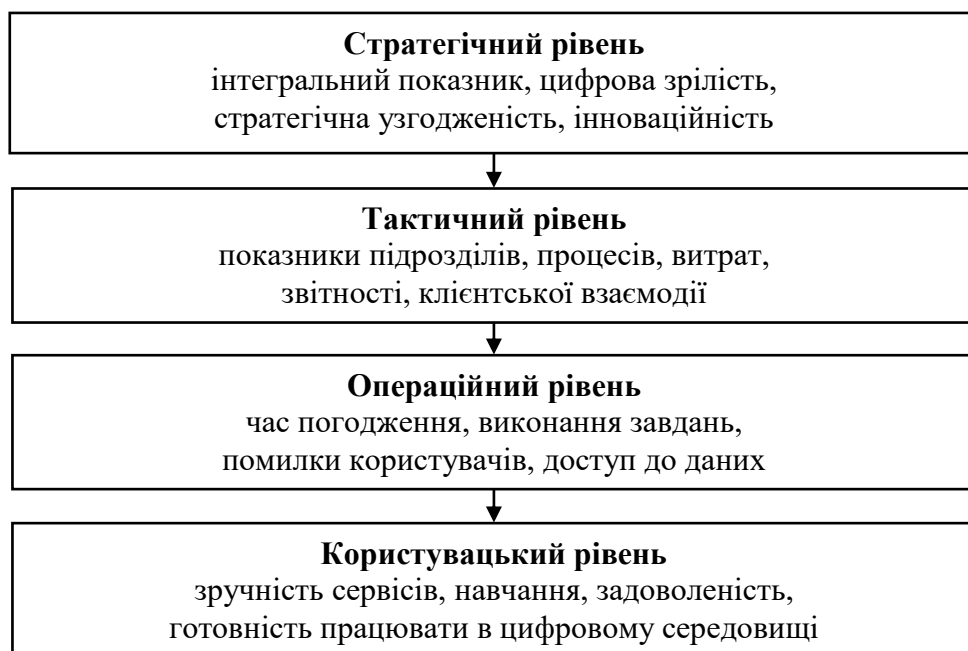 Стратегічний рівень
інтегральний показник, цифрова зрілість,
стратегічна узгодженість, інноваційність
Тактичний рівень
показники підрозділів, процесів, витрат,
звітності, клієнтської взаємодії
Операційний рівень
час погодження, виконання завдань,
помилки користувачів, доступ до даних
Користувацький рівень
зручність сервісів, навчання, задоволеність,
готовність працювати в цифровому середовищі